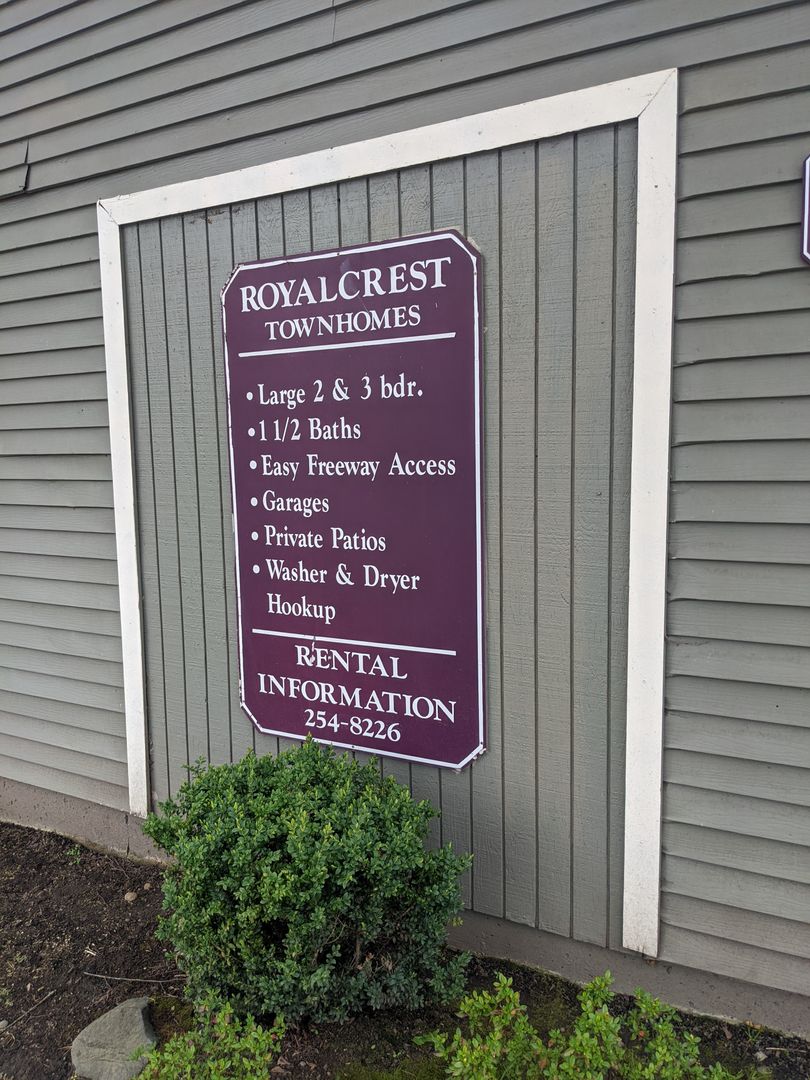 ROYALCREST
TOWNHOMES
• Large 2 & 3 bdr.
• 1 1/2 Baths
• Easy Freeway Access
• Garages
• Private Patios
• Washer & Dryer
Hookup
RENTAL
INFORMATION
254-8226